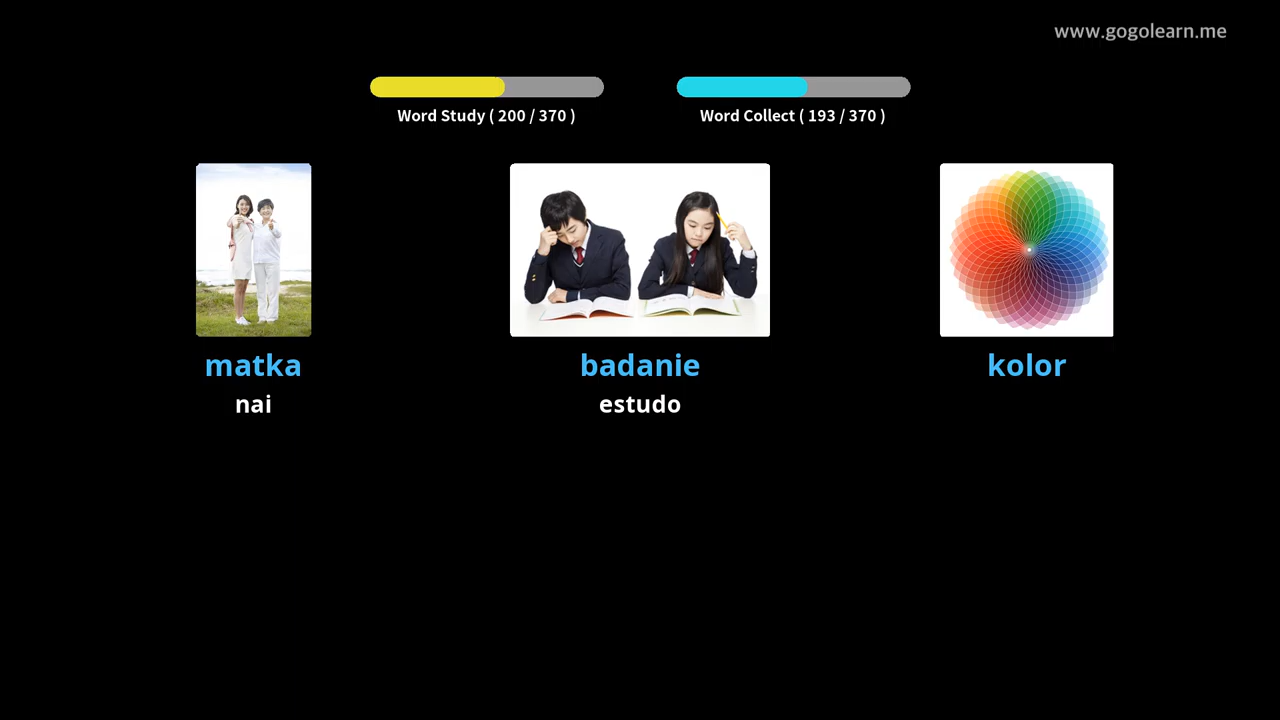 www.gogolearn.me
Word Study ( 200 / 370 )
Word Collect ( 193 / 370 )
matka
nai
badanie
estudo
kolor